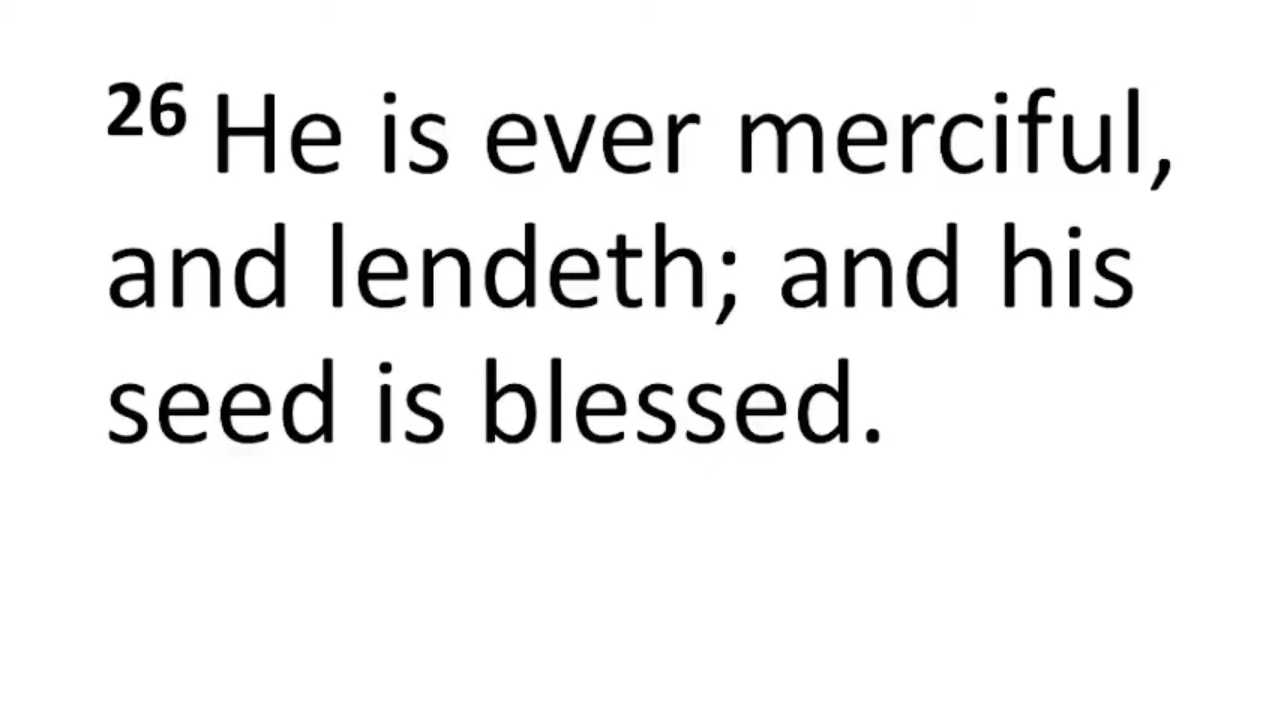 26 He is ever merciful,
and lendeth; and his
seed is blessed.